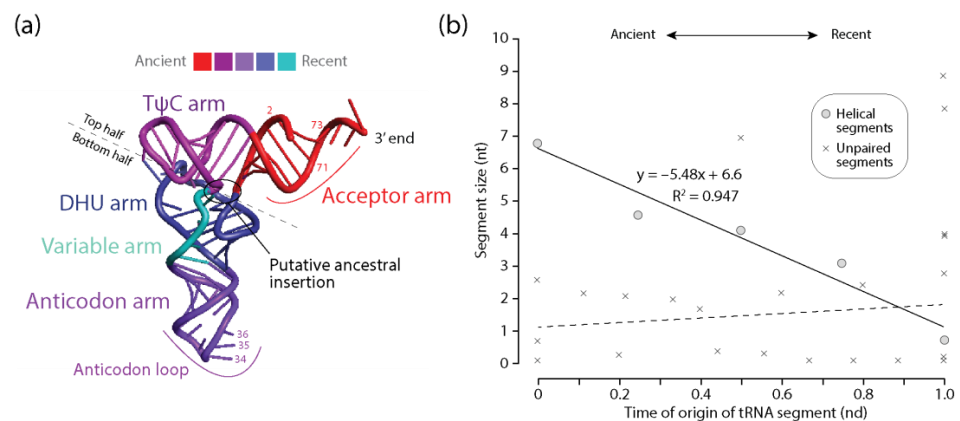 (a)
Ancient Recent
TψC arm
2
73
3' end
71
Top half
Bottom half
Acceptor arm
DHU arm
Variable arm
Putative ancestral
insertion
Anticodon arm
36
35
34
Anticodon loop
(b)
Ancient Recent
10
9
8
7
6
5
4
3
2
1
0
Segment size (nt)
Helical
segments
Unpaired
segments
y = −5.48x + 6.6
R² = 0.947
0 0.2 0.4 0.6 0.8 1.0
Time of origin of tRNA segment (nd)